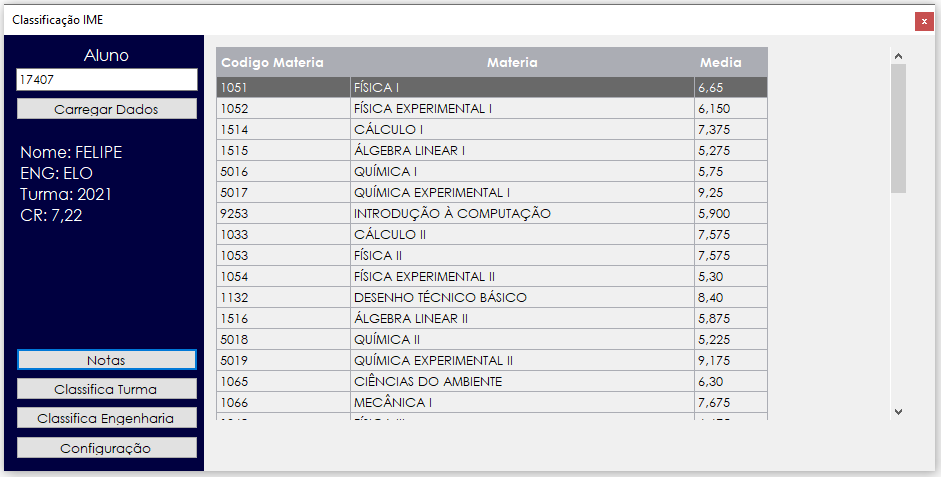 Classificação IME
x
Aluno
17407
Carregar Dados
Nome: FELIPE
ENG: ELO
Turma: 2021
CR: 7,22
Notas
Classifica Turma
Classifica Engenharia
Configuração
Codigo Materia Materia Media
1051 FÍSICA I 6,65
1052 FÍSICA EXPERIMENTAL I 6,150
1514 CÁLCULO I 7,375
1515 ÁLGEBRA LINEAR I 5,275
5016 QUÍMICA I 5,75
5017 QUÍMICA EXPERIMENTAL I 9,25
9253 INTRODUÇÃO À COMPUTAÇÃO 5,900
1033 CÁLCULO II 7,575
1053 FÍSICA II 7,575
1054 FÍSICA EXPERIMENTAL II 5,30
1132 DESENHO TÉCNICO BÁSICO 8,40
1516 ÁLGEBRA LINEAR II 5,875
5018 QUÍMICA II 5,225
5019 QUÍMICA EXPERIMENTAL II 9,175
1065 CIÊNCIAS DO AMBIENTE 6,30
1066 MECÂNICA I 7,675